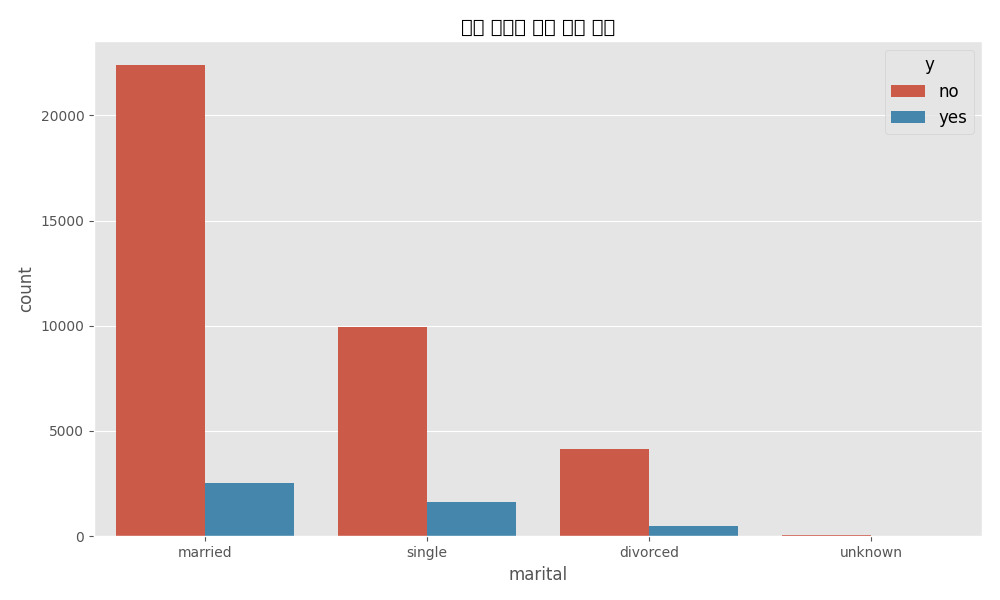 y
no
yes
20000
15000
10000
5000
0
count
married single divorced unknown
marital